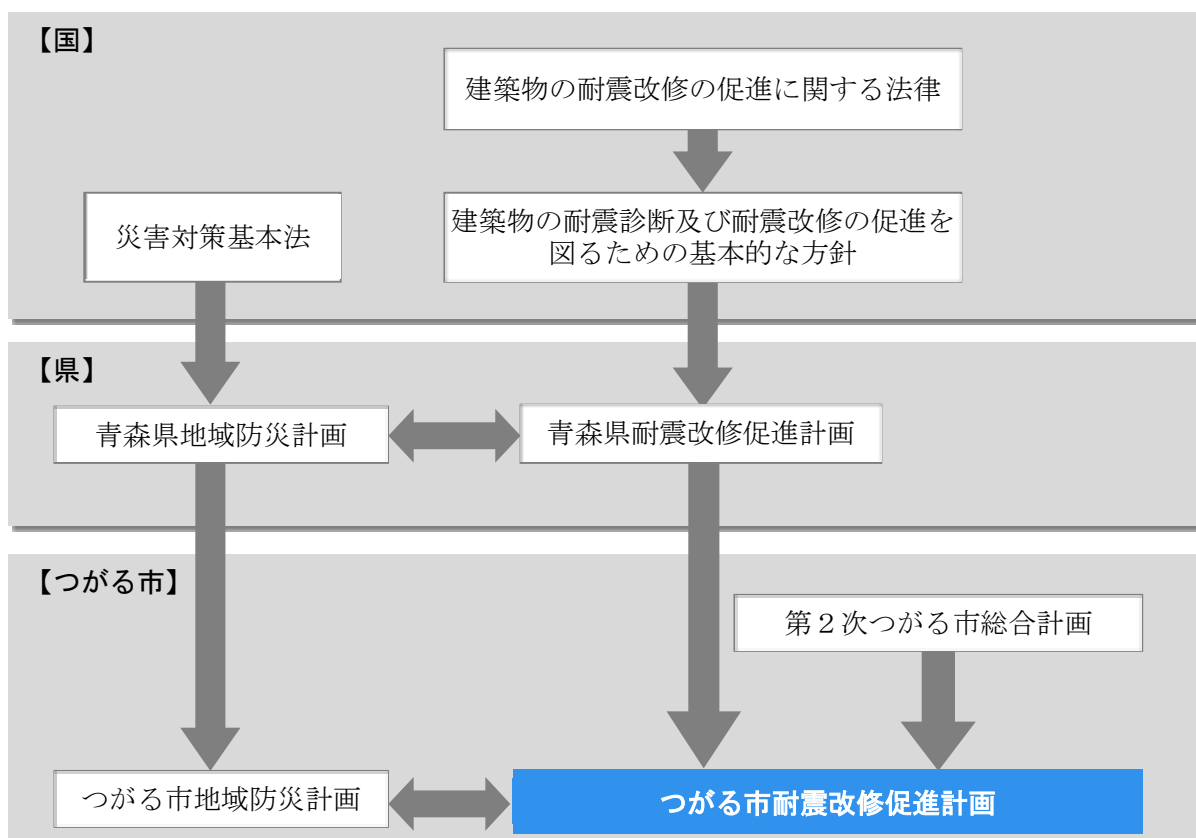 【国】
建築物の耐震改修の促進に関する法律
災害対策基本法
建築物の耐震診断及び耐震改修の促進を
図るための基本的な方針
【県】
青森県地域防災計画
青森県耐震改修促進計画
【つがる市】
第２次つがる市総合計画
つがる市地域防災計画
つがる市耐震改修促進計画